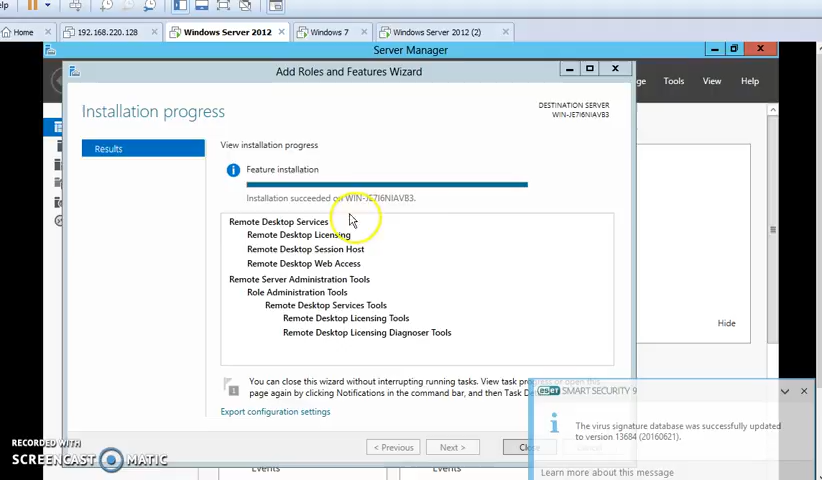 elp
Home
192.168.220.128
Windows Server 2012
Windows 7
Windows Server 2012 (2)
Server Manager
Add Roles and Features Wizard
ge
Tools
View
Help
Installation progress
DESTINATION SERVER
WIN-JE7I6NIAVB3
Results
View installation progress
Feature installation
Installation succeeded on WIN-JE7I6NIAVB3.
Remote Desktop Services
Remote Desktop Licensing
Remote Desktop Session Host
Remote Desktop Web Access
Remote Server Administration Tools
Role Administration Tools
Remote Desktop Services Tools
Remote Desktop Licensing Tools
Remote Desktop Licensing Diagnoser Tools
Hide
1
You can close this wizard without interrupting running tasks. View task progress or open this
page again by clicking Notifications in the command bar, and then Task De
Export configuration settings
< Previous
Next >
Close
Cancel
eset SMART SECURITY 9
The virus signature database was successfully updated
to version 13684 (20160621).
Learn more about this message
Events
Events
RECORDED WITH
SCREENCAST MATIC